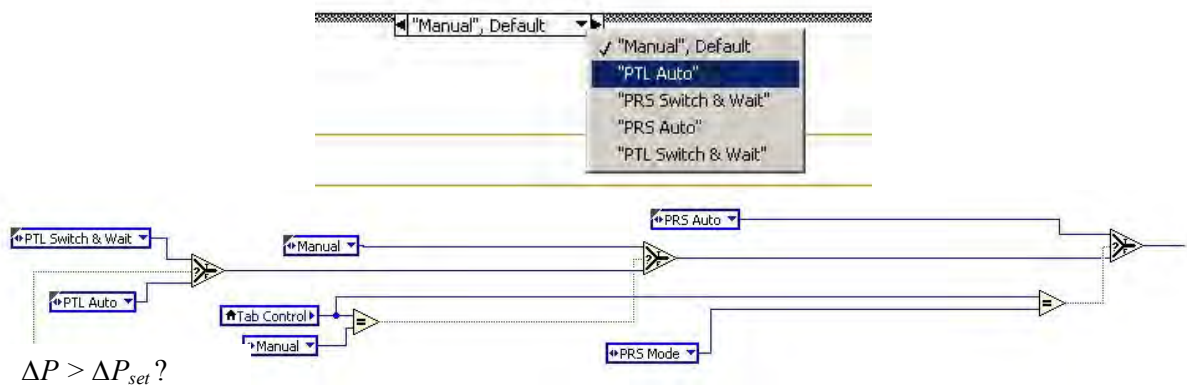 "Manual", Default
"Manual", Default
"PTL Auto"
"PRS Switch & Wait"
"PRS Auto"
"PTL Switch & Wait"
PRS Auto
PTL Switch & Wait
Manual
?
T
F
PTL Auto
Tab Control
=
Manual
PRS Mode
=
ΔP > ΔPset ?